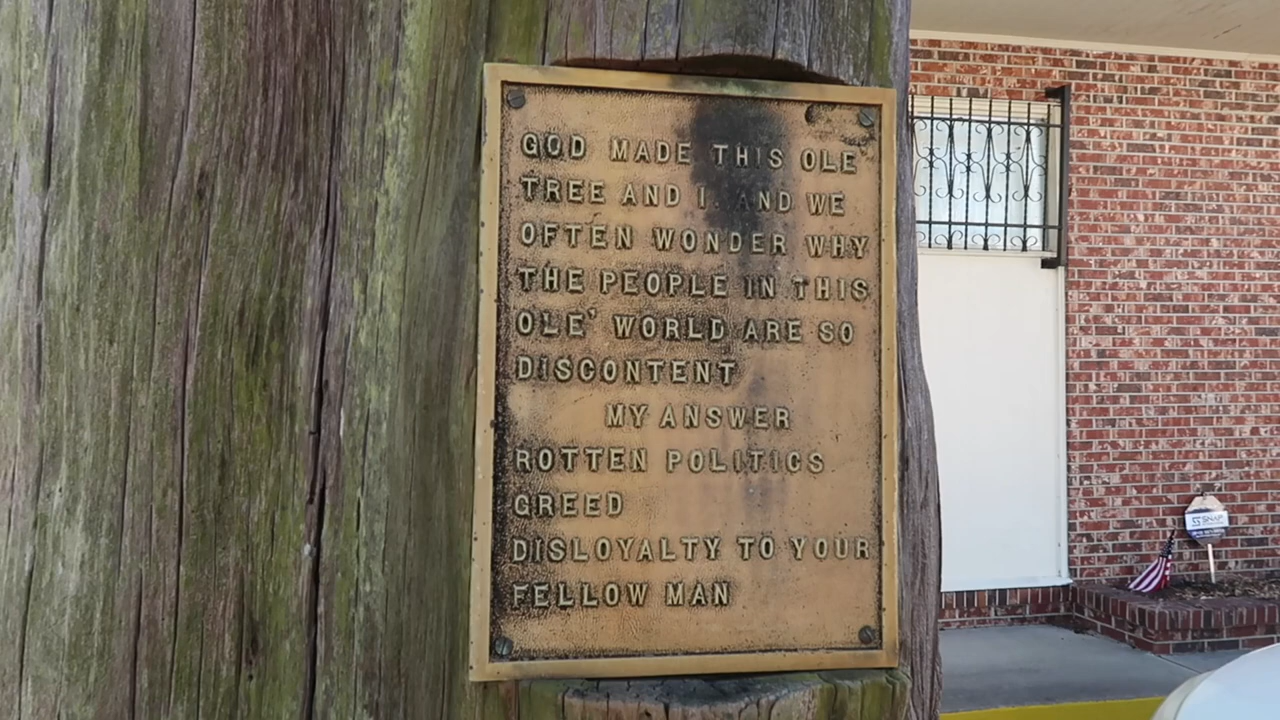 GOD MADE THIS OLE
TREE AND I. AND WE
OFTEN WONDER WHY
THE PEOPLE IN THIS
OLE' WORLD ARE SO
DISCONTENT
MY ANSWER
ROTTEN POLITICS
GREED
DISLOYALTY TO YOUR
FELLOW MAN
SNAP